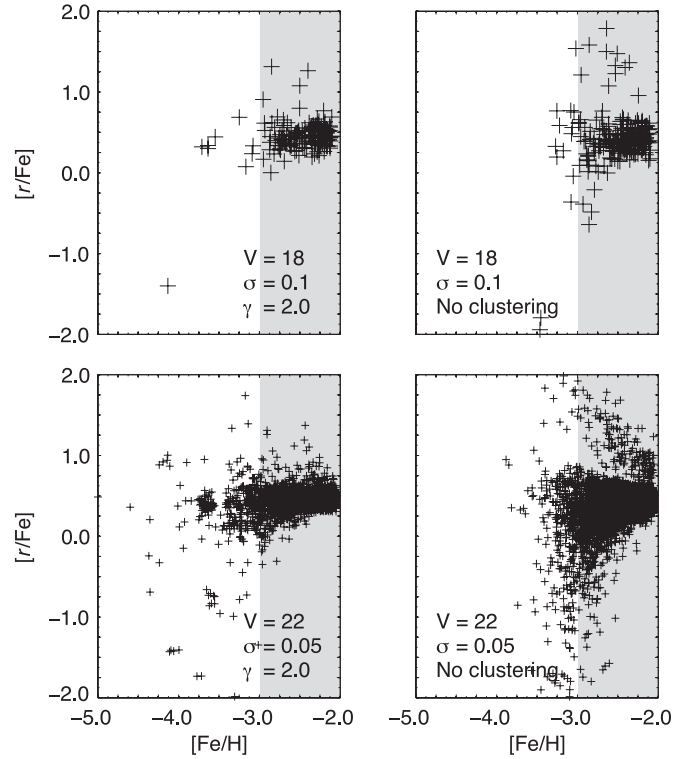 2.0
1.0
[r/Fe]
0.0
−1.0
−2.0
V = 18
σ = 0.1
γ = 2.0
V = 18
σ = 0.1
No clustering
2.0
1.0
[r/Fe]
0.0
−1.0
−2.0
V = 22
σ = 0.05
γ = 2.0
V = 22
σ = 0.05
No clustering
-5.0 −4.0 −3.0 −2.0
−4.0 −3.0 −2.0
[Fe/H]
[Fe/H]